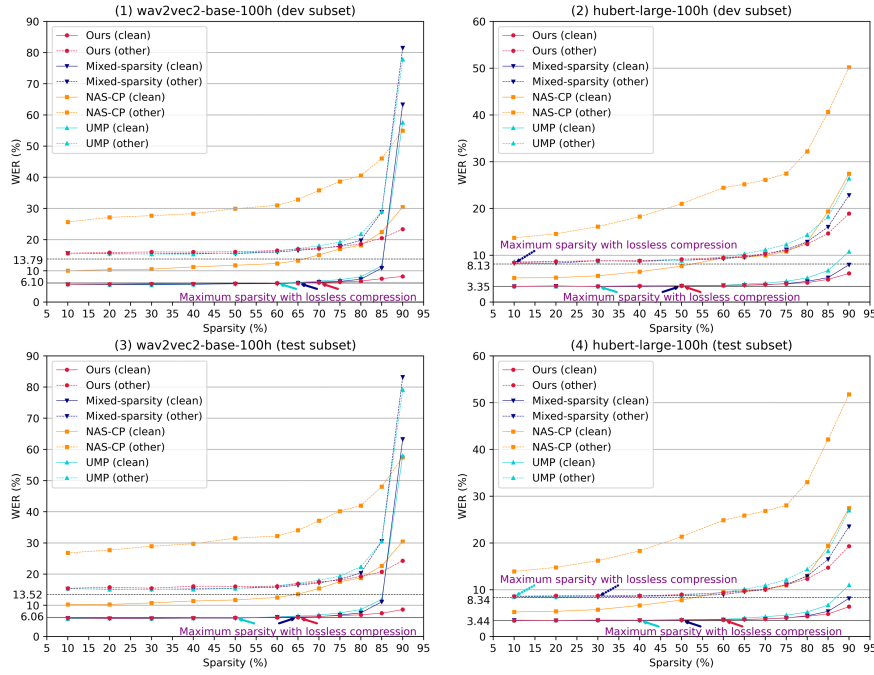 (1) wav2vec2-base-100h (dev subset)
WER (%)
90
80
70
60
50
40
30
20
13.79
10
6.10
0
Ours (clean)
Ours (other)
Mixed-sparsity (clean)
Mixed-sparsity (other)
NAS-CP (clean)
NAS-CP (other)
UMP (clean)
UMP (other)
Maximum sparsity with lossless compression
5 10 15 20 25 30 35 40 45 50 55 60 65 70 75 80 85 90 95
Sparsity (%)
(2) hubert-large-100h (dev subset)
WER (%)
60
50
40
30
20
10
8.13
3.35
0
Ours (clean)
Ours (other)
Mixed-sparsity (clean)
Mixed-sparsity (other)
NAS-CP (clean)
NAS-CP (other)
UMP (clean)
UMP (other)
Maximum sparsity with lossless compression
Maximum sparsity with lossless compression
5 10 15 20 25 30 35 40 45 50 55 60 65 70 75 80 85 90 95
Sparsity (%)
(3) wav2vec2-base-100h (test subset)
WER (%)
90
80
70
60
50
40
30
20
13.52
10
6.06
0
Ours (clean)
Ours (other)
Mixed-sparsity (clean)
Mixed-sparsity (other)
NAS-CP (clean)
NAS-CP (other)
UMP (clean)
UMP (other)
Maximum sparsity with lossless compression
5 10 15 20 25 30 35 40 45 50 55 60 65 70 75 80 85 90 95
Sparsity (%)
(4) hubert-large-100h (test subset)
WER (%)
60
50
40
30
20
10
8.34
3.44
0
Ours (clean)
Ours (other)
Mixed-sparsity (clean)
Mixed-sparsity (other)
NAS-CP (clean)
NAS-CP (other)
UMP (clean)
UMP (other)
Maximum sparsity with lossless compression
Maximum sparsity with lossless compression
5 10 15 20 25 30 35 40 45 50 55 60 65 70 75 80 85 90 95
Sparsity (%)